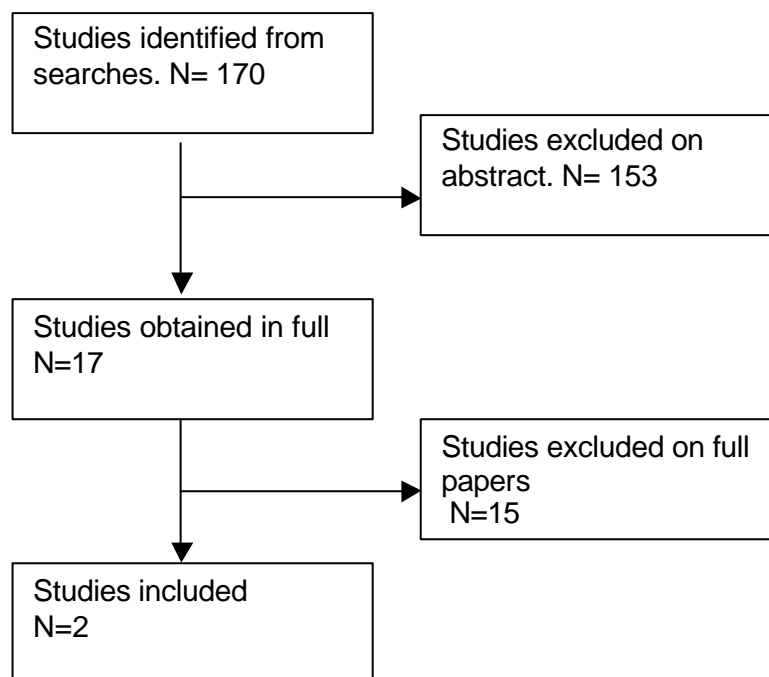 Studies identified from
searches. N= 170
Studies excluded on
abstract. N= 153
Studies obtained in full
N=17
Studies excluded on full
papers
N=15
Studies included
N=2